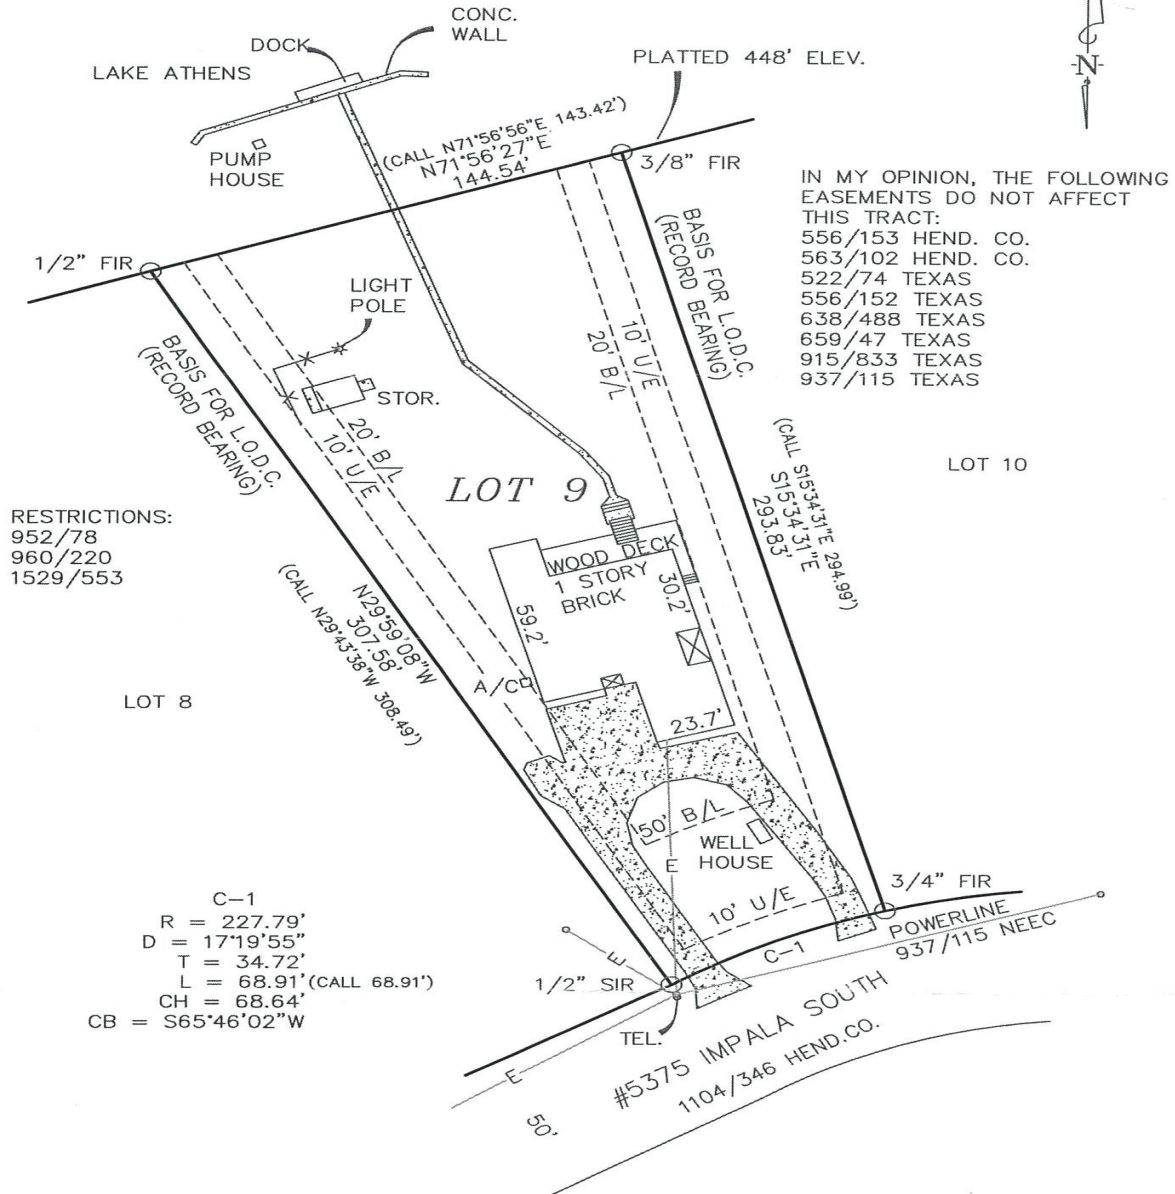 CONC.
WALL
DOCK
LAKE ATHENS
PLATTED 448' ELEV.
N
PUMP
HOUSE
(CALL N71°56'56"E 143.42')
N71°56'27"E
144.54'
3/8" FIR
IN MY OPINION, THE FOLLOWING
EASEMENTS DO NOT AFFECT
THIS TRACT:
556/153 HEND. CO.
563/102 HEND. CO.
522/74 TEXAS
556/152 TEXAS
638/488 TEXAS
659/47 TEXAS
915/833 TEXAS
937/115 TEXAS
1/2" FIR
LIGHT
POLE
BASIS FOR L.O.D.C.
(RECORD BEARING)
BASIS FOR L.O.D.C.
(RECORD BEARING)
10' U/E
20' B/L
STOR.
20' B/L
10' U/E
LOT 9
(CALL S15°34'31"E 294.99')
S15°34'31"E
293.83'
LOT 10
RESTRICTIONS:
952/78
960/220
1529/553
WOOD DECK
1 STORY
BRICK
30.2'
59.2'
N29°59'08"W
307.58'
(CALL N29°43'38"W 308.49')
A/C
LOT 8
23.7'
50' B/L
WELL
HOUSE
E
10' U/E
3/4" FIR
C-1
R = 227.79'
D = 17°19'55"
T = 34.72'
L = 68.91'(CALL 68.91')
CH = 68.64'
CB = S65°46'02"W
C-1
POWERLINE
937/115 NEEC
E
1/2" SIR
TEL.
E
#5375 IMPALA SOUTH
1104/346 HEND.CO.
50'